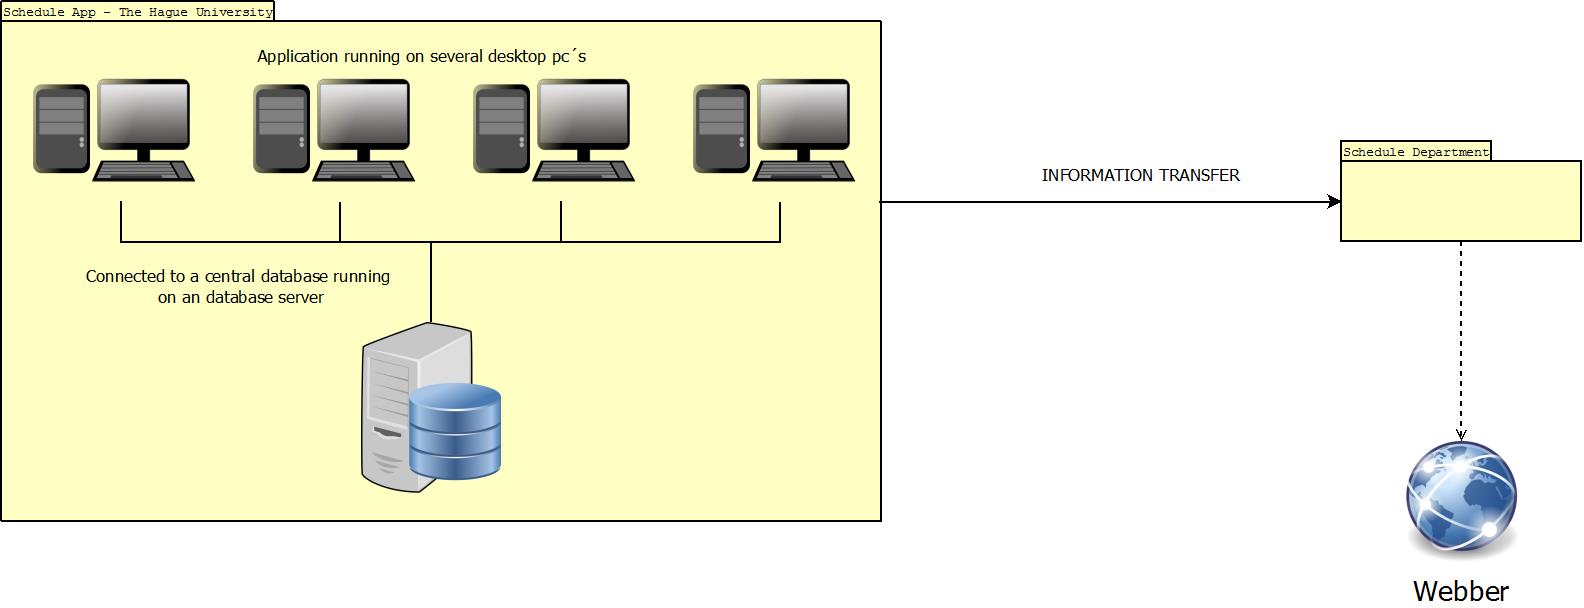 Schedule App - The Hague University
Application running on several desktop pc´s
INFORMATION TRANSFER
Schedule Department
Connected to a central database running
on an database server
Webber